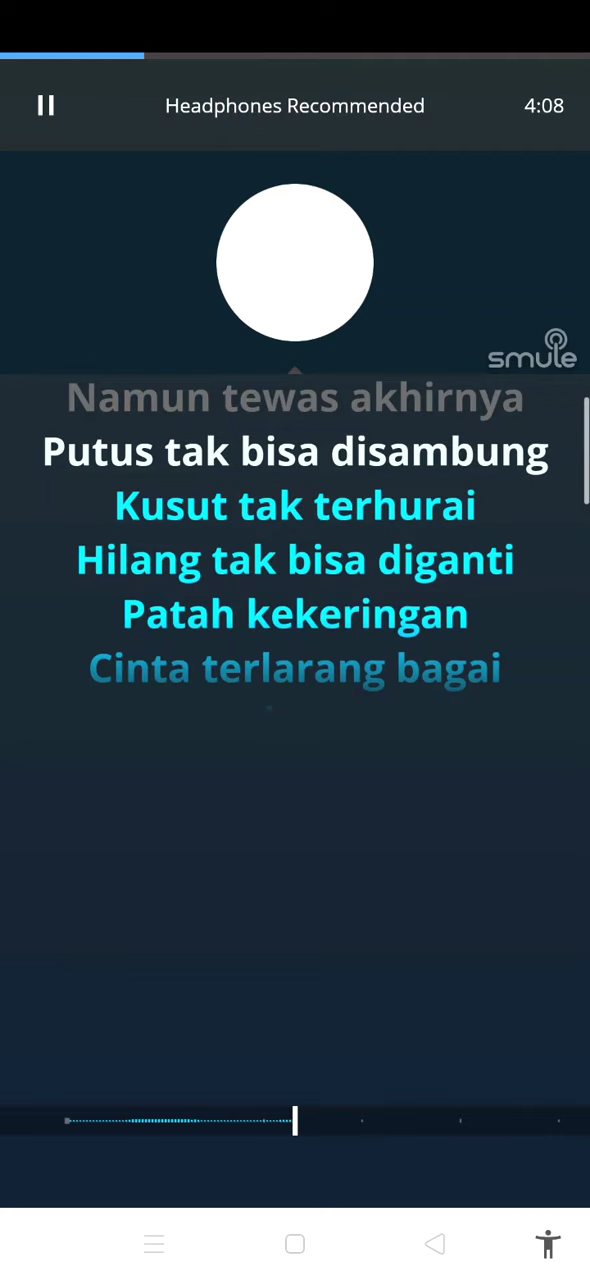 Headphones Recommended
4:08
smule
Namun tewas akhirnya
Putus tak bisa disambung
Kusut tak terhurai
Hilang tak bisa diganti
Patah kekeringan
Cinta terlarang bagai